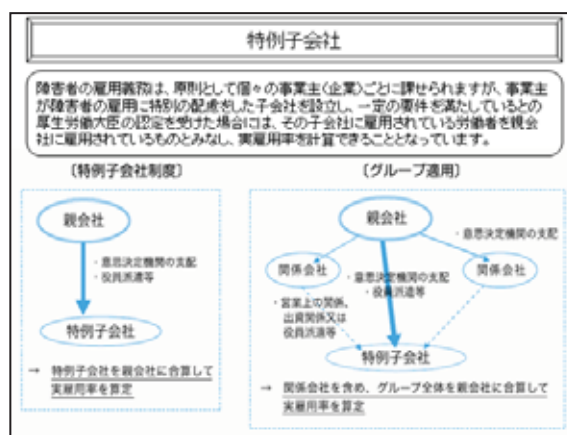 特例子会社
障害者の雇用義務は、原則として個々の事業主(企業)ごとに課せられますが、事業主
が障害者の雇用に特別の配慮をした子会社を設立し、一定の要件を満たしているとの
厚生労働大臣の認定を受けた場合には、その子会社に雇用されている労働者を親会
社に雇用されているものとみなし、実雇用率を計算できることとなっています。
〔特例子会社制度〕
親会社
・意思決定機関の支配
・役員派遣等
特例子会社
→ 特例子会社を親会社に合算して
実雇用率を算定
〔グループ適用〕
親会社
・意思決定機関の支配
関係会社
・意思決定機関の支配
・役員派遣等
関係会社
・営業上の関係、
出資関係又は
役員派遣等
特例子会社
→ 関係会社を含め、グループ全体を親会社に合算して
実雇用率を算定